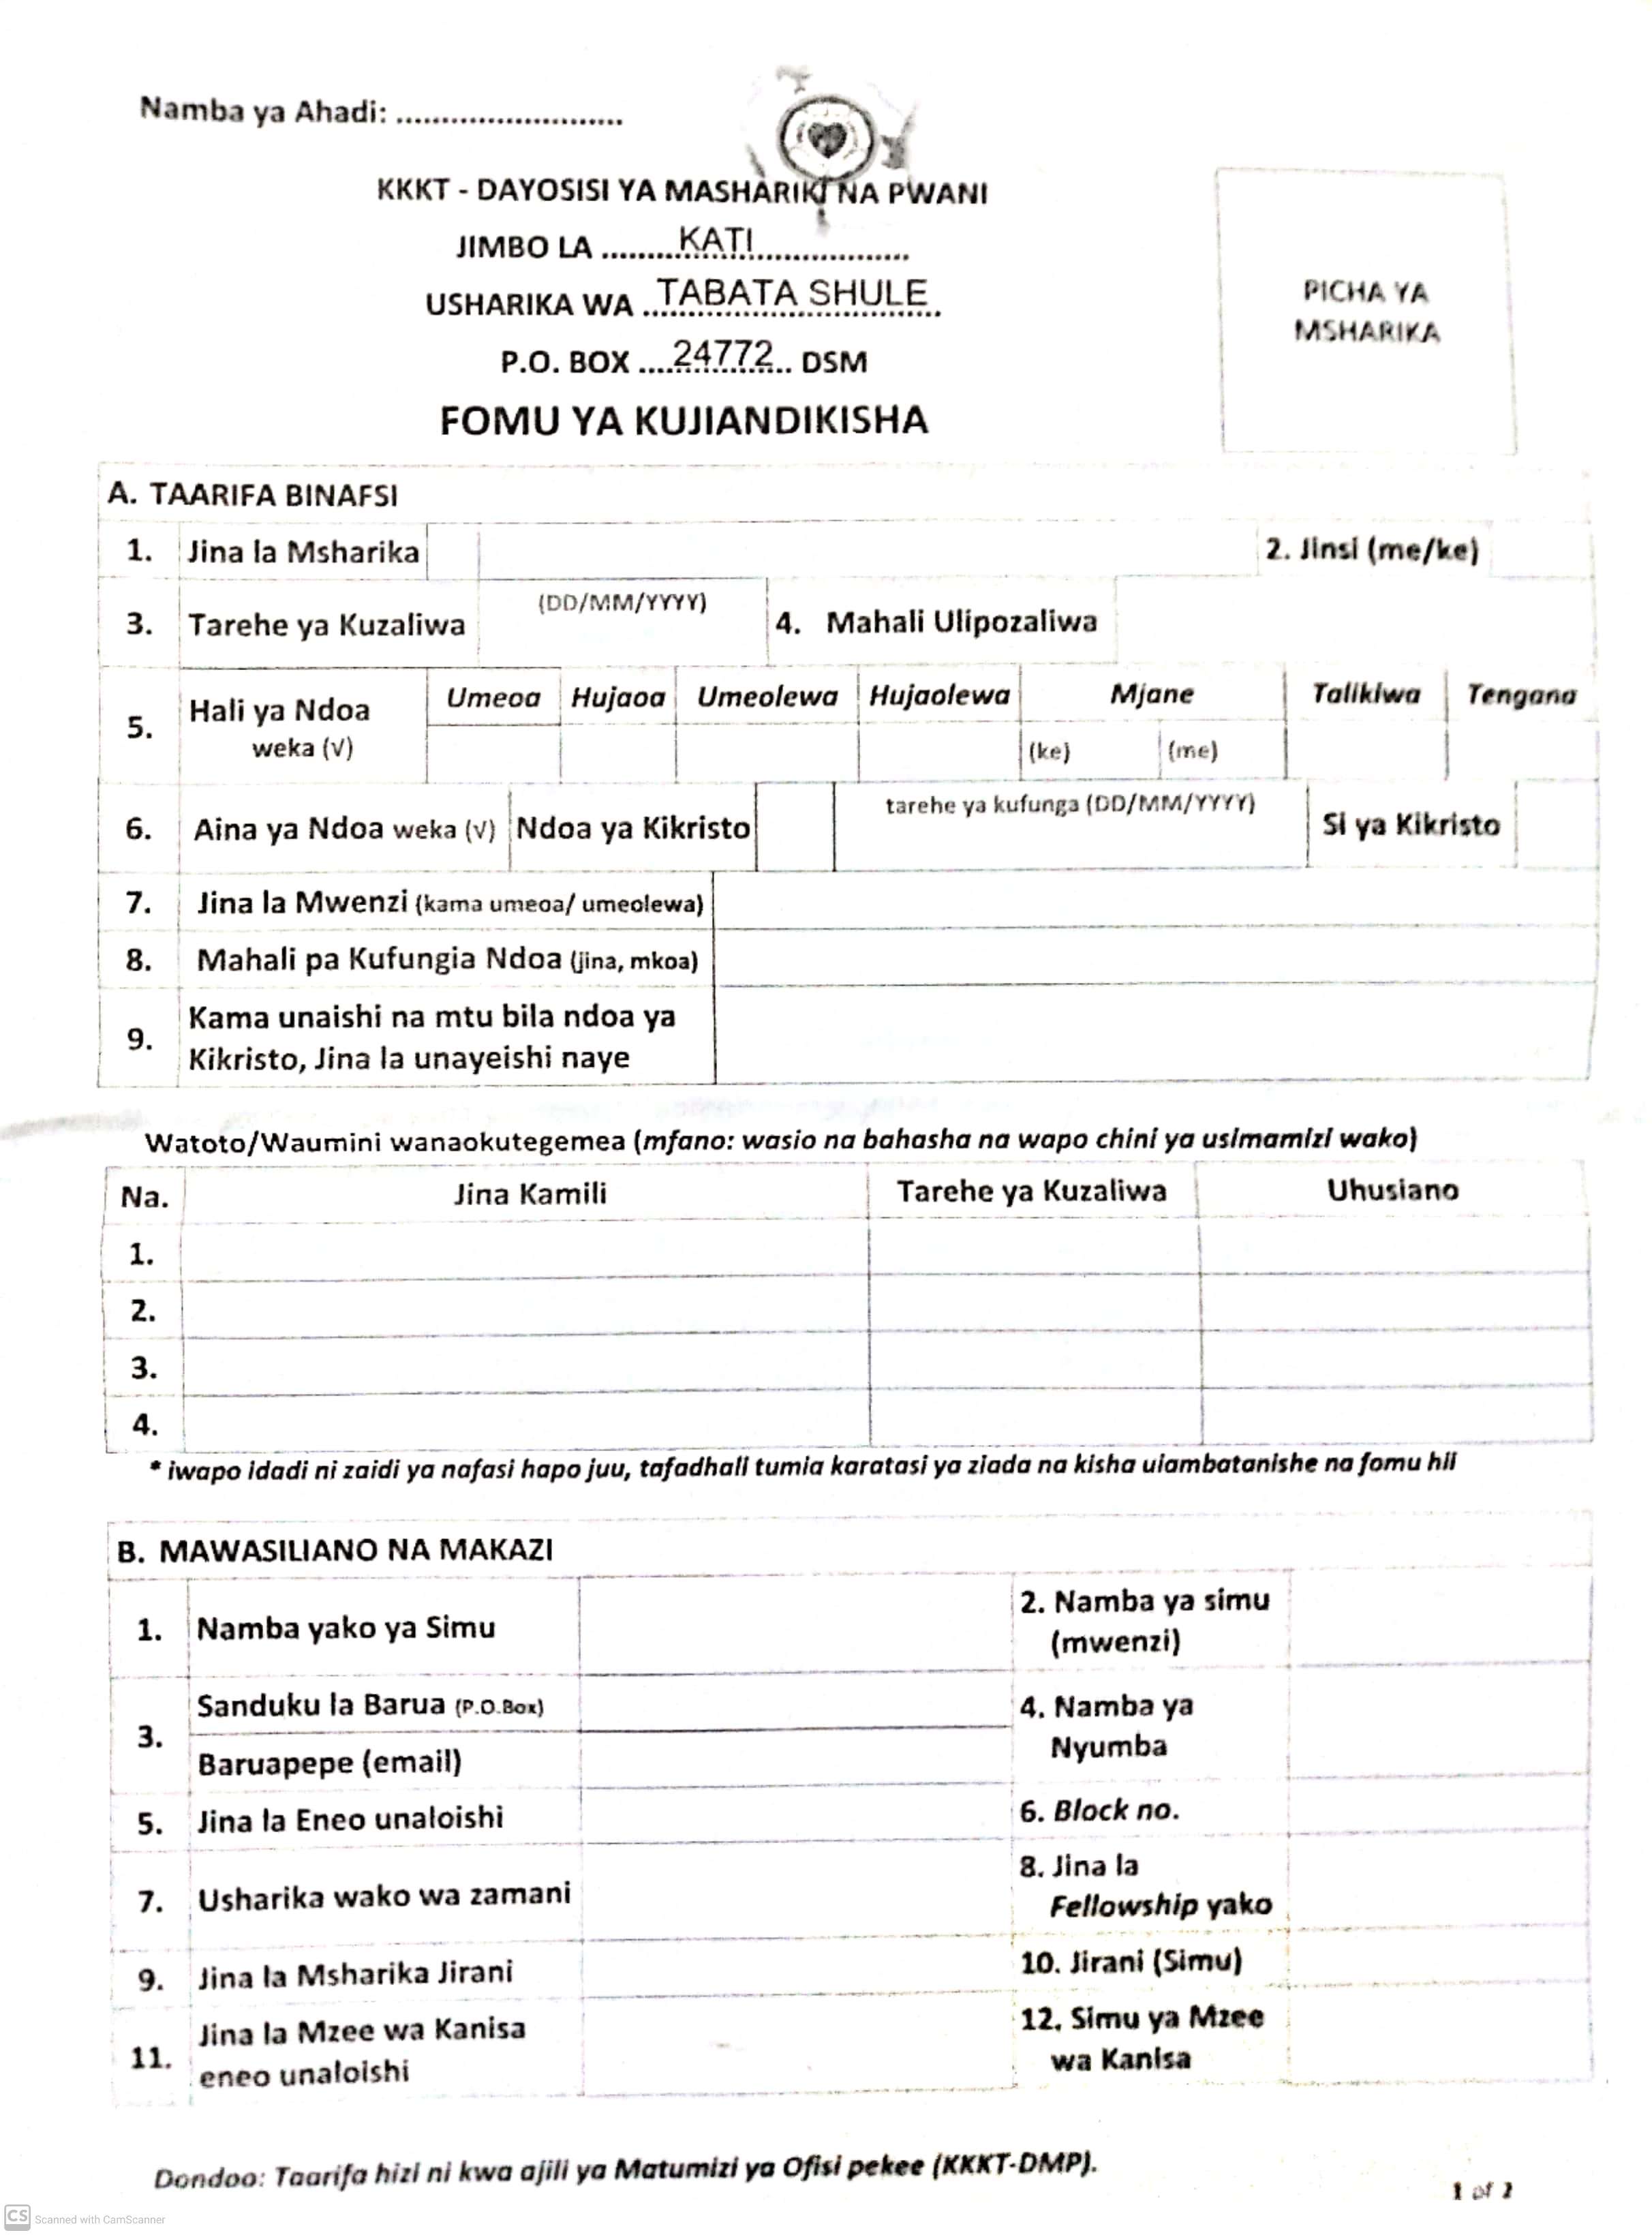 Namba ya Ahadi: .........................
KKKT - DAYOSISI YA MASHARIKI NA PWANI
JIMBO LA ........KATI..................
USHARIKA WA ..TABATA SHULE..
P.O. BOX ....24772.. DSM
FOMU YA KUJIANDIKISHA
PICHA YA
MSHARIKA
A. TAARIFA BINAFSI
1. Jina la Msharika 2. Jinsi (me/ke)
3. Tarehe ya Kuzaliwa (DD/MM/YYYY) 4. Mahali Ulipozaliwa
5. Hali ya Ndoa weka (√) Umeoa Hujaoa Umeolewa Hujaolewa Mjane Talikiwa Tengana
(ke) (me)
6. Aina ya Ndoa weka (√) Ndoa ya Kikristo tarehe ya kufunga (DD/MM/YYYY) Si ya Kikristo
7. Jina la Mwenzi (kama umeoa/ umeolewa)
8. Mahali pa Kufungia Ndoa (jina, mkoa)
9. Kama unaishi na mtu bila ndoa ya
Kikristo, Jina la unayeishi naye
Watoto/Waumini wanaokutegemea (mfano: wasio na bahasha na wapo chini ya usimamizi wako)
Na. Jina Kamili Tarehe ya Kuzaliwa Uhusiano
1.
2.
3.
4.
* iwapo idadi ni zaidi ya nafasi hapo juu, tafadhali tumia karatasi ya ziada na kisha uiambatanishe na fomu hii
B. MAWASILIANO NA MAKAZI
1. Namba yako ya Simu 2. Namba ya simu
(mwenzi)
3. Sanduku la Barua (P.O.Box) 4. Namba ya
Nyumba
Baruapepe (email)
5. Jina la Eneo unaloishi 6. Block no.
7. Usharika wako wa zamani 8. Jina la
Fellowship yako
9. Jina la Msharika Jirani 10. Jirani (Simu)
11. Jina la Mzee wa Kanisa
eneo unaloishi 12. Simu ya Mzee
wa Kanisa
Dondoo: Taarifa hizi ni kwa ajili ya Matumizi ya Ofisi pekee (KKKT-DMP).
1 of 2
CS Scanned with CamScanner